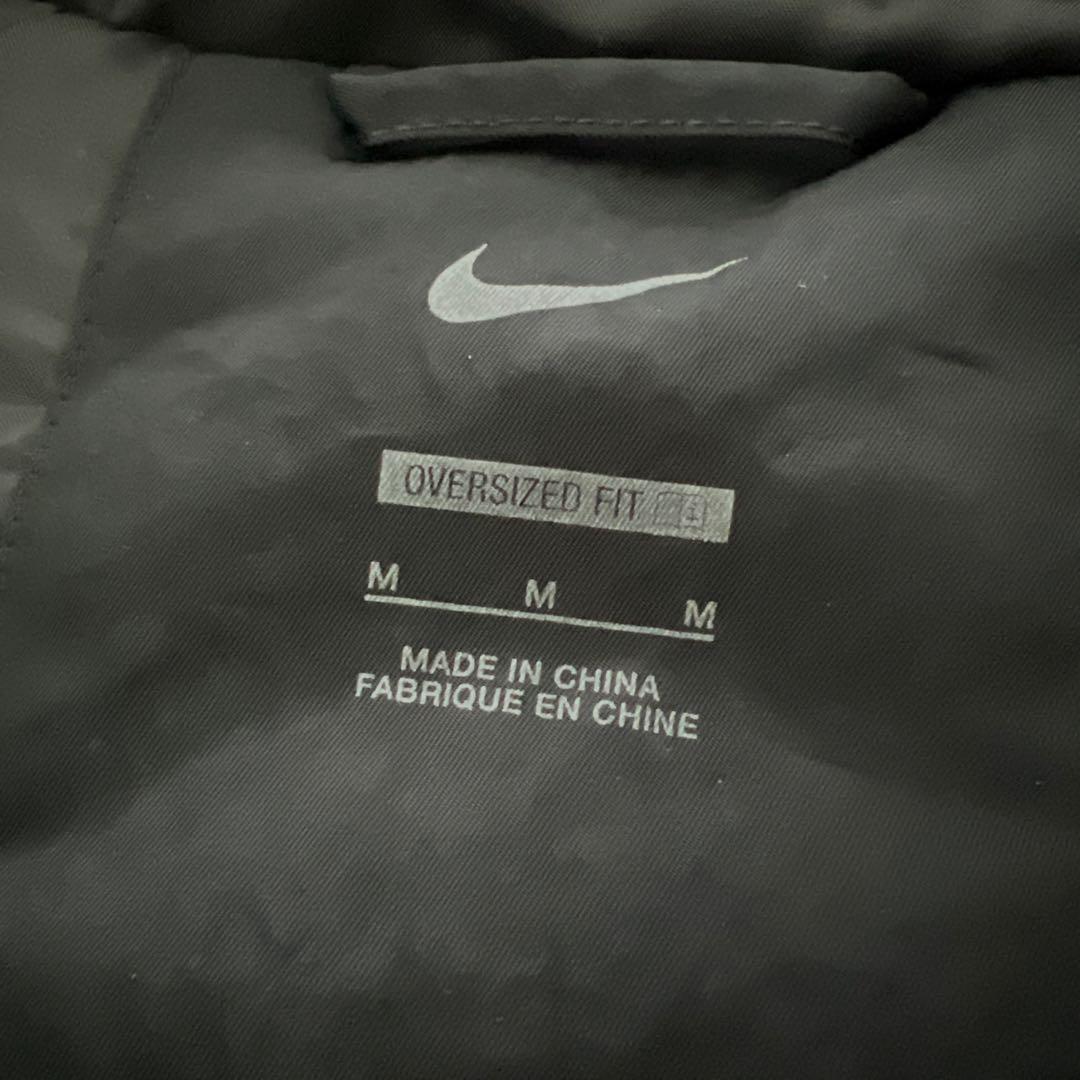 OVERSIZED FIT
M M M
MADE IN CHINA
FABRIQUE EN CHINE